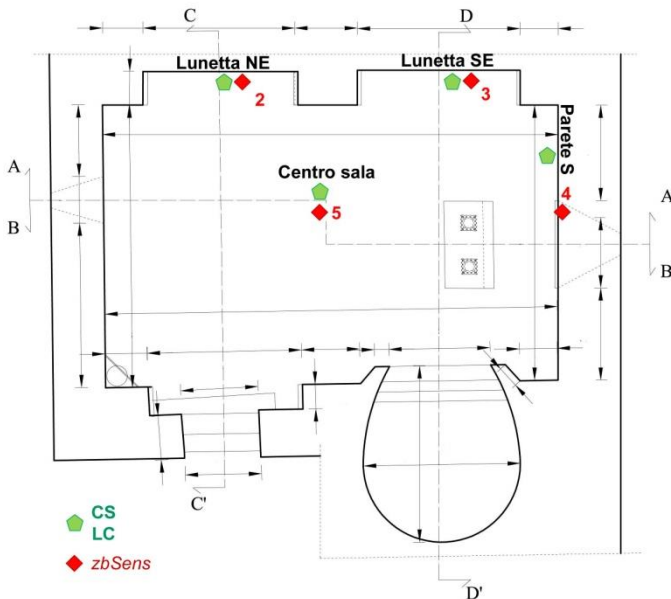 C
D
Lunetta NE
Lunetta SE
2
3
Parete S
A
A
Centro sala
4
5
B
B
C'
CS
LC
zbSens
D'